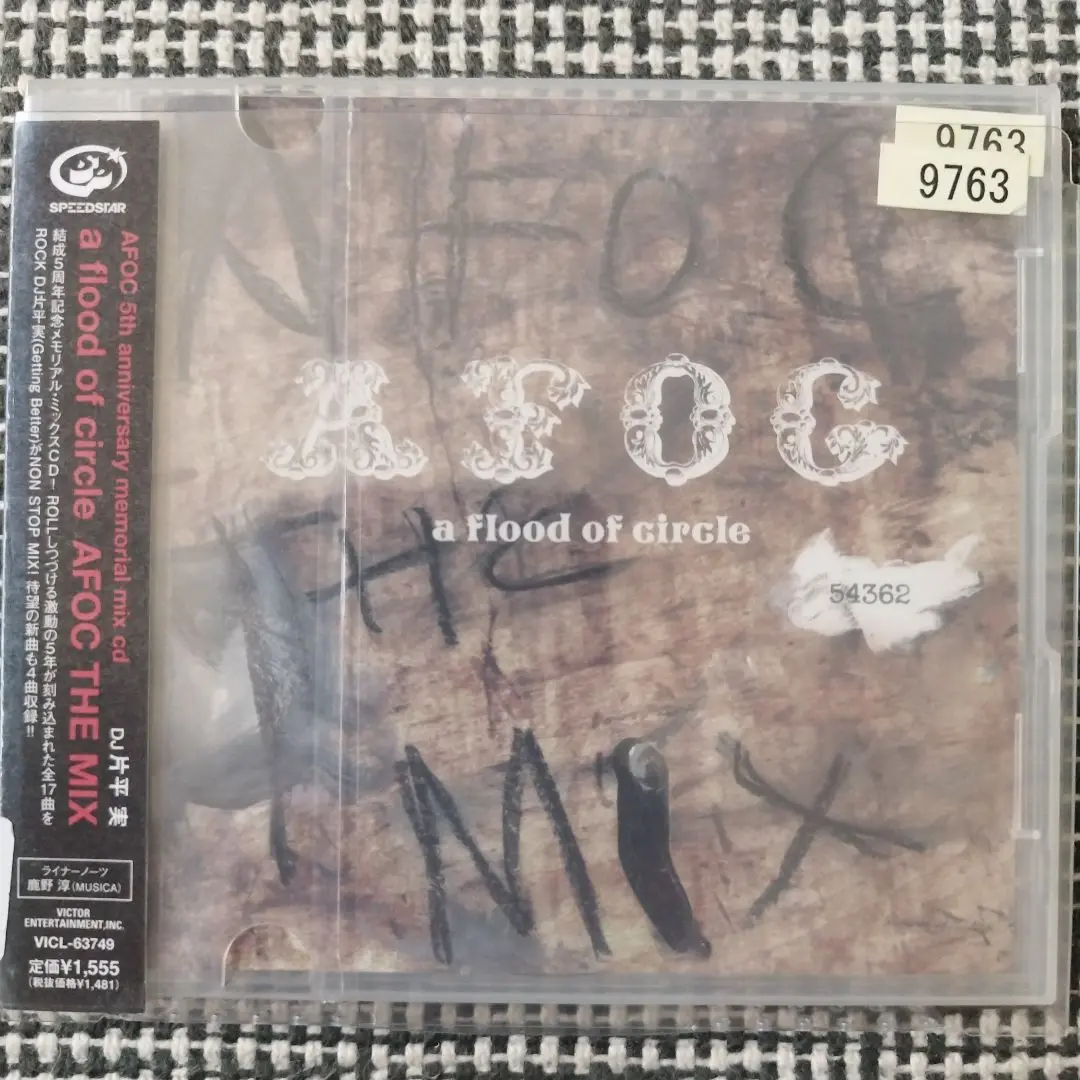 SPEEDSTAR
AFOC 5th anniversary memorial mix cd
DJ片平 実
a flood of circle AFOC THE MIX
結成5周年記念メモリアル・ミックスCD! ROLLしつづける激動の5年が刻み込まれた全17曲を
ROCK DJ片平実(Getting Better)がNON STOP MIX! 待望の新曲も4曲収録!!
ライナーノーツ
鹿野 淳(MUSICA)
VICTOR
ENTERTAINMENT,INC.
VICL-63749
定価¥1,555
(税抜価格¥1,481)
9763
9763
AFOC
AFOC
a flood of circle
THE
54362
MIX